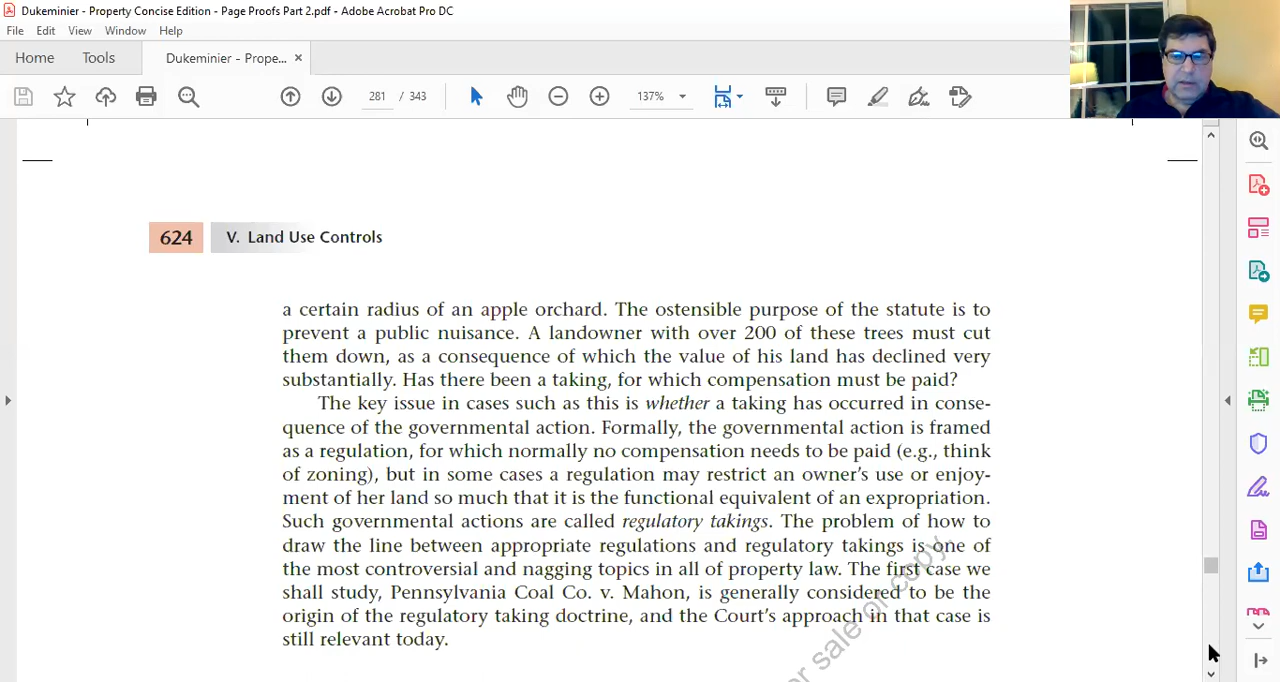 Dukeminier - Property Concise Edition - Page Proofs Part 2.pdf - Adobe Acrobat Pro DC
File Edit View Window Help
Home Tools Dukeminier - Prope... ×
281 / 343 137%
624 V. Land Use Controls
a certain radius of an apple orchard. The ostensible purpose of the statute is to
prevent a public nuisance. A landowner with over 200 of these trees must cut
them down, as a consequence of which the value of his land has declined very
substantially. Has there been a taking, for which compensation must be paid?
The key issue in cases such as this is whether a taking has occurred in conse-
quence of the governmental action. Formally, the governmental action is framed
as a regulation, for which normally no compensation needs to be paid (e.g., think
of zoning), but in some cases a regulation may restrict an owner's use or enjoy-
ment of her land so much that it is the functional equivalent of an expropriation.
Such governmental actions are called regulatory takings. The problem of how to
draw the line between appropriate regulations and regulatory takings is one of
the most controversial and nagging topics in all of property law. The first case we
shall study, Pennsylvania Coal Co. v. Mahon, is generally considered to be the
origin of the regulatory taking doctrine, and the Court's approach in that case is
still relevant today.
sale or copy.